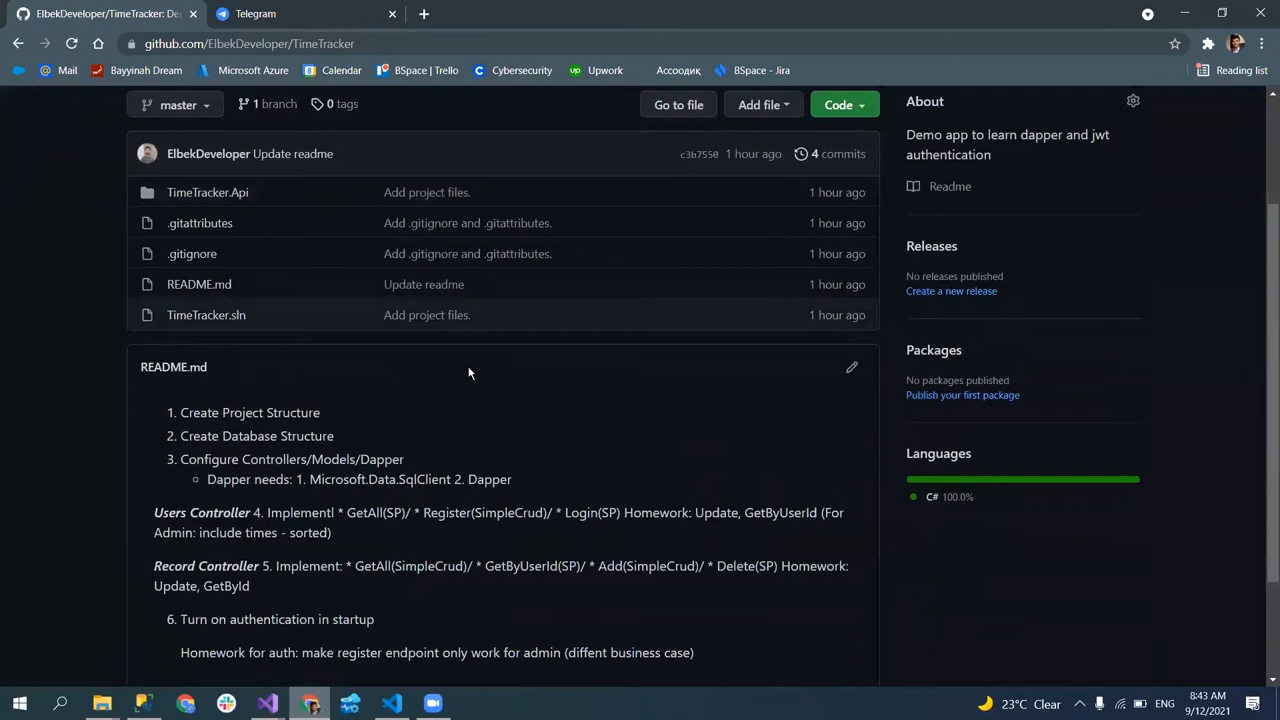 ElbekDeveloper/TimeTracker: De
Telegram
github.com/ElbekDeveloper/TimeTracker
Mail
Bayyinah Dream
Microsoft Azure
Calendar
BSpace | Trello
Cybersecurity
Upwork
Ассоодиқ
BSpace - Jira
Reading list
master
1 branch
0 tags
Go to file
Add file
Code
ElbekDeveloper Update readme
c3b7550 1 hour ago
4 commits
TimeTracker.Api
Add project files.
1 hour ago
.gitattributes
Add .gitignore and .gitattributes.
1 hour ago
.gitignore
Add .gitignore and .gitattributes.
1 hour ago
README.md
Update readme
1 hour ago
TimeTracker.sln
Add project files.
1 hour ago
README.md
1. Create Project Structure
2. Create Database Structure
3. Configure Controllers/Models/Dapper
Dapper needs: 1. Microsoft.Data.SqlClient 2. Dapper
Users Controller 4. Implementl * GetAll(SP)/ * Register(SimpleCrud)/ * Login(SP) Homework: Update, GetByUserId (For
Admin: include times - sorted)
Record Controller 5. Implement: * GetAll(SimpleCrud)/ * GetByUserId(SP)/ * Add(SimpleCrud)/ * Delete(SP) Homework:
Update, GetById
6. Turn on authentication in startup
Homework for auth: make register endpoint only work for admin (diffent business case)
About
Demo app to learn dapper and jwt
authentication
Readme
Releases
No releases published
Create a new release
Packages
No packages published
Publish your first package
Languages
C# 100.0%
23°C Clear
ENG
8:43 AM
9/12/2021